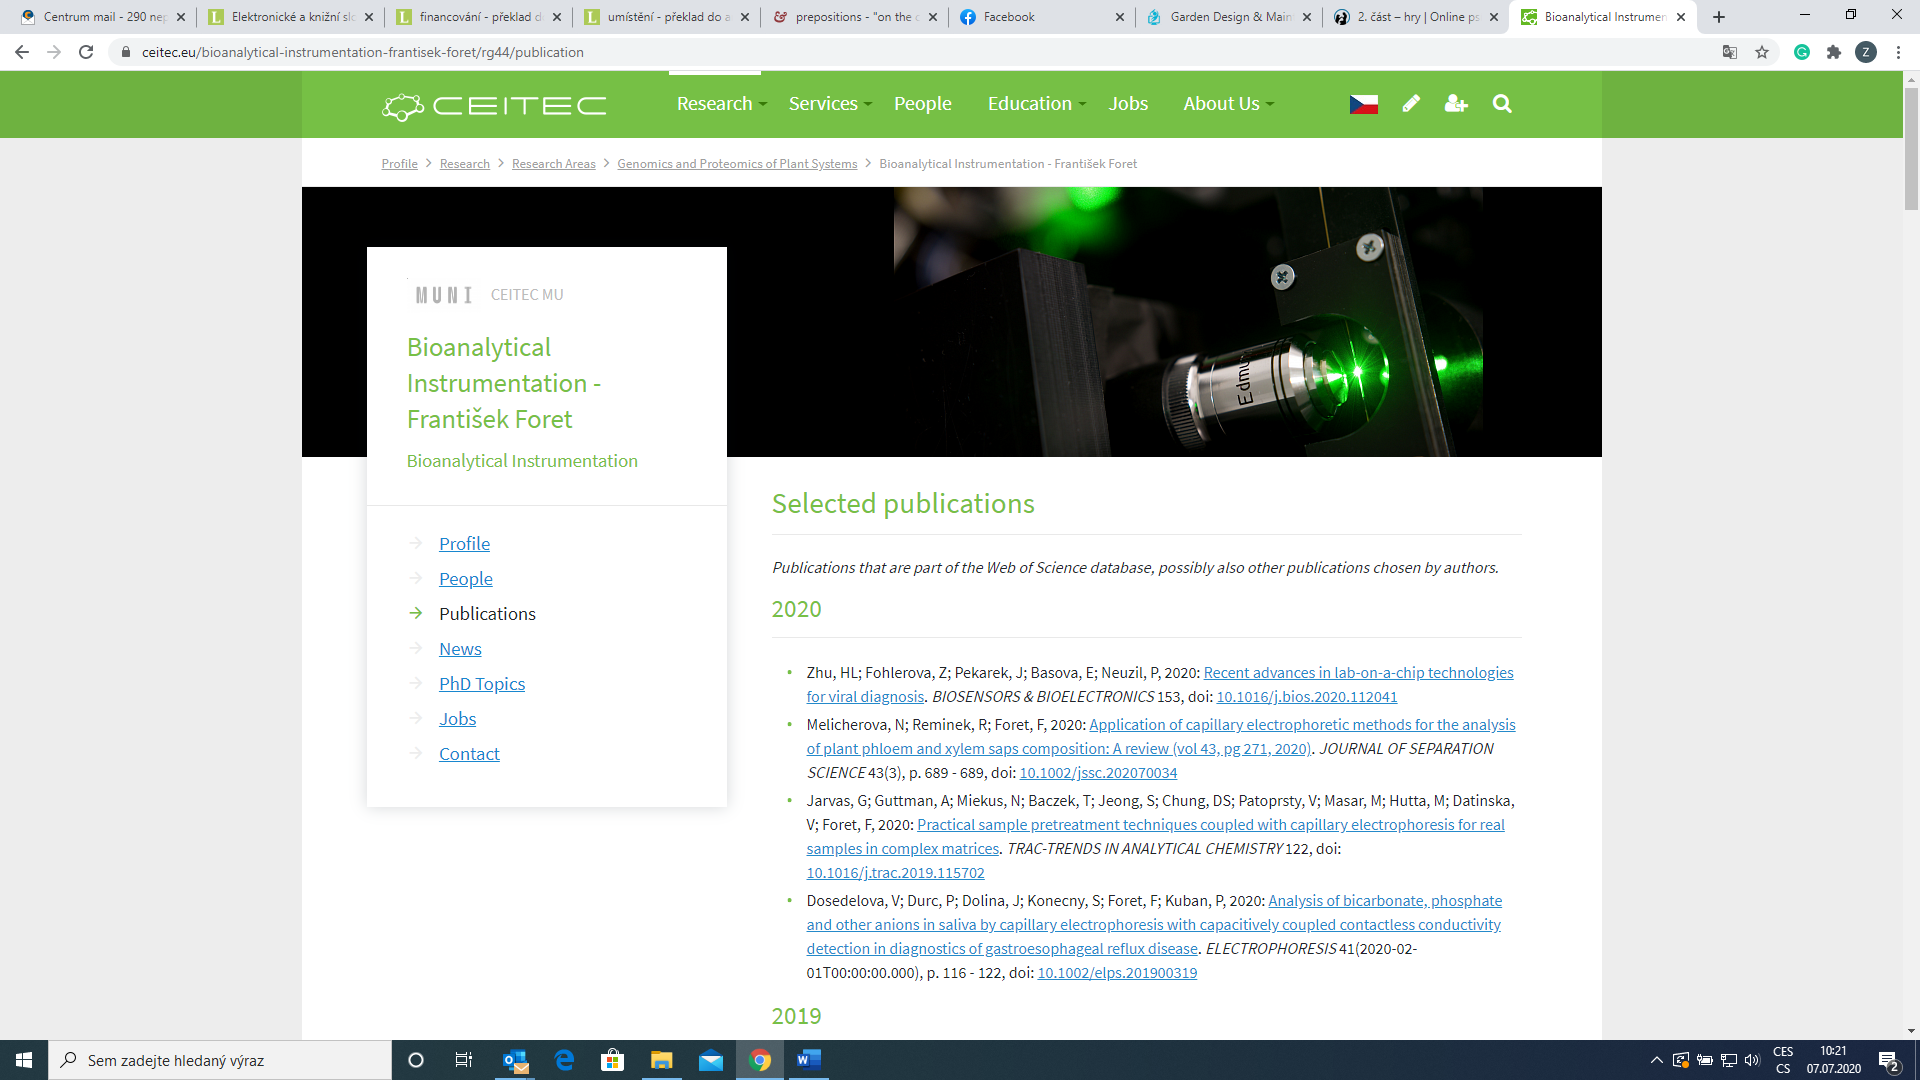 Centrum mail - 290 nep
Elektronické a knižní slo
financování - překlad d
umístění - překlad do a
prepositions - "on the c
Facebook
Garden Design & Main
2. část – hry | Online ps
Bioanalytical Instrumen
ceitec.eu/bioanalytical-instrumentation-frantisek-foret/rg44/publication
Z
CEITEC
Research Services People Education Jobs About Us
Profile > Research > Research Areas > Genomics and Proteomics of Plant Systems > Bioanalytical Instrumentation - František Foret
Edmu
MUNI CEITEC MU
Bioanalytical
Instrumentation -
František Foret
Bioanalytical Instrumentation
Profile
People
Publications
News
PhD Topics
Jobs
Contact
Selected publications
Publications that are part of the Web of Science database, possibly also other publications chosen by authors.
2020
• Zhu, HL; Fohlerova, Z; Pekarek, J; Basova, E; Neuzil, P, 2020: Recent advances in lab-on-a-chip technologies
for viral diagnosis. BIOSENSORS & BIOELECTRONICS 153, doi: 10.1016/j.bios.2020.112041
• Melicherova, N; Reminek, R; Foret, F, 2020: Application of capillary electrophoretic methods for the analysis
of plant phloem and xylem saps composition: A review (vol 43, pg 271, 2020). JOURNAL OF SEPARATION
SCIENCE 43(3), p. 689 - 689, doi: 10.1002/jssc.202070034
• Jarvas, G; Guttman, A; Miekus, N; Baczek, T; Jeong, S; Chung, DS; Patoprsty, V; Masar, M; Hutta, M; Datinska,
V; Foret, F, 2020: Practical sample pretreatment techniques coupled with capillary electrophoresis for real
samples in complex matrices. TRAC-TRENDS IN ANALYTICAL CHEMISTRY 122, doi:
10.1016/j.trac.2019.115702
• Dosedelova, V; Durc, P; Dolina, J; Konecny, S; Foret, F; Kuban, P, 2020: Analysis of bicarbonate, phosphate
and other anions in saliva by capillary electrophoresis with capacitively coupled contactless conductivity
detection in diagnostics of gastroesophageal reflux disease. ELECTROPHORESIS 41(2020-02-
01T00:00:00.000), p. 116 - 122, doi: 10.1002/elps.201900319
2019
Sem zadejte hledaný výraz
CES
CS
10:21
07.07.2020
2